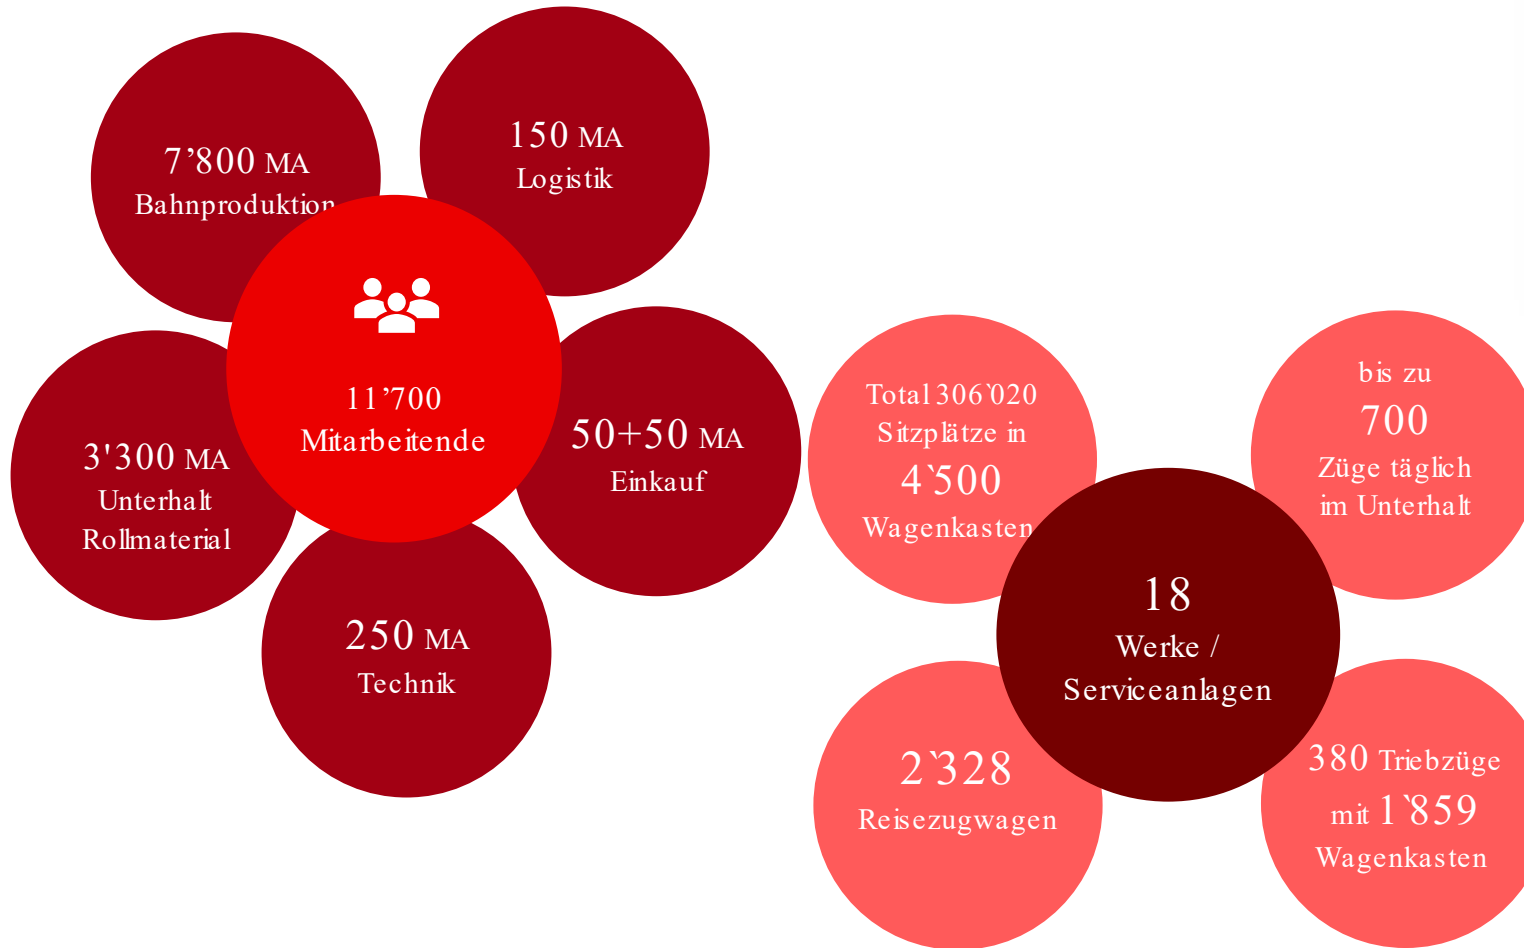 7’800 MA
Bahnproduktion
150 MA
Logistik
11’700
Mitarbeitende
3'300 MA
Unterhalt
Rollmaterial
50+50 MA
Einkauf
250 MA
Technik
Total 306`020
Sitzplätze in
4`500
Wagenkasten
bis zu
700
Züge täglich
im Unterhalt
18
Werke /
Serviceanlagen
2`328
Reisezugwagen
380 Triebzüge
mit 1`859
Wagenkasten